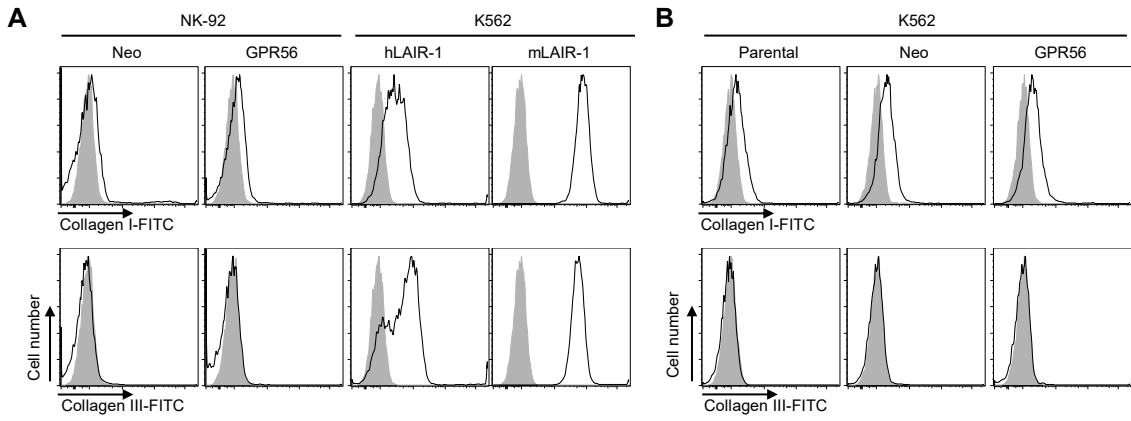 A
B
NK-92
K562
K562
Neo
GPR56
hLAIR-1
mLAIR-1
Parental
Neo
GPR56
Collagen I-FITC
Collagen I-FITC
Cell number
Cell number
Collagen III-FITC
Collagen III-FITC